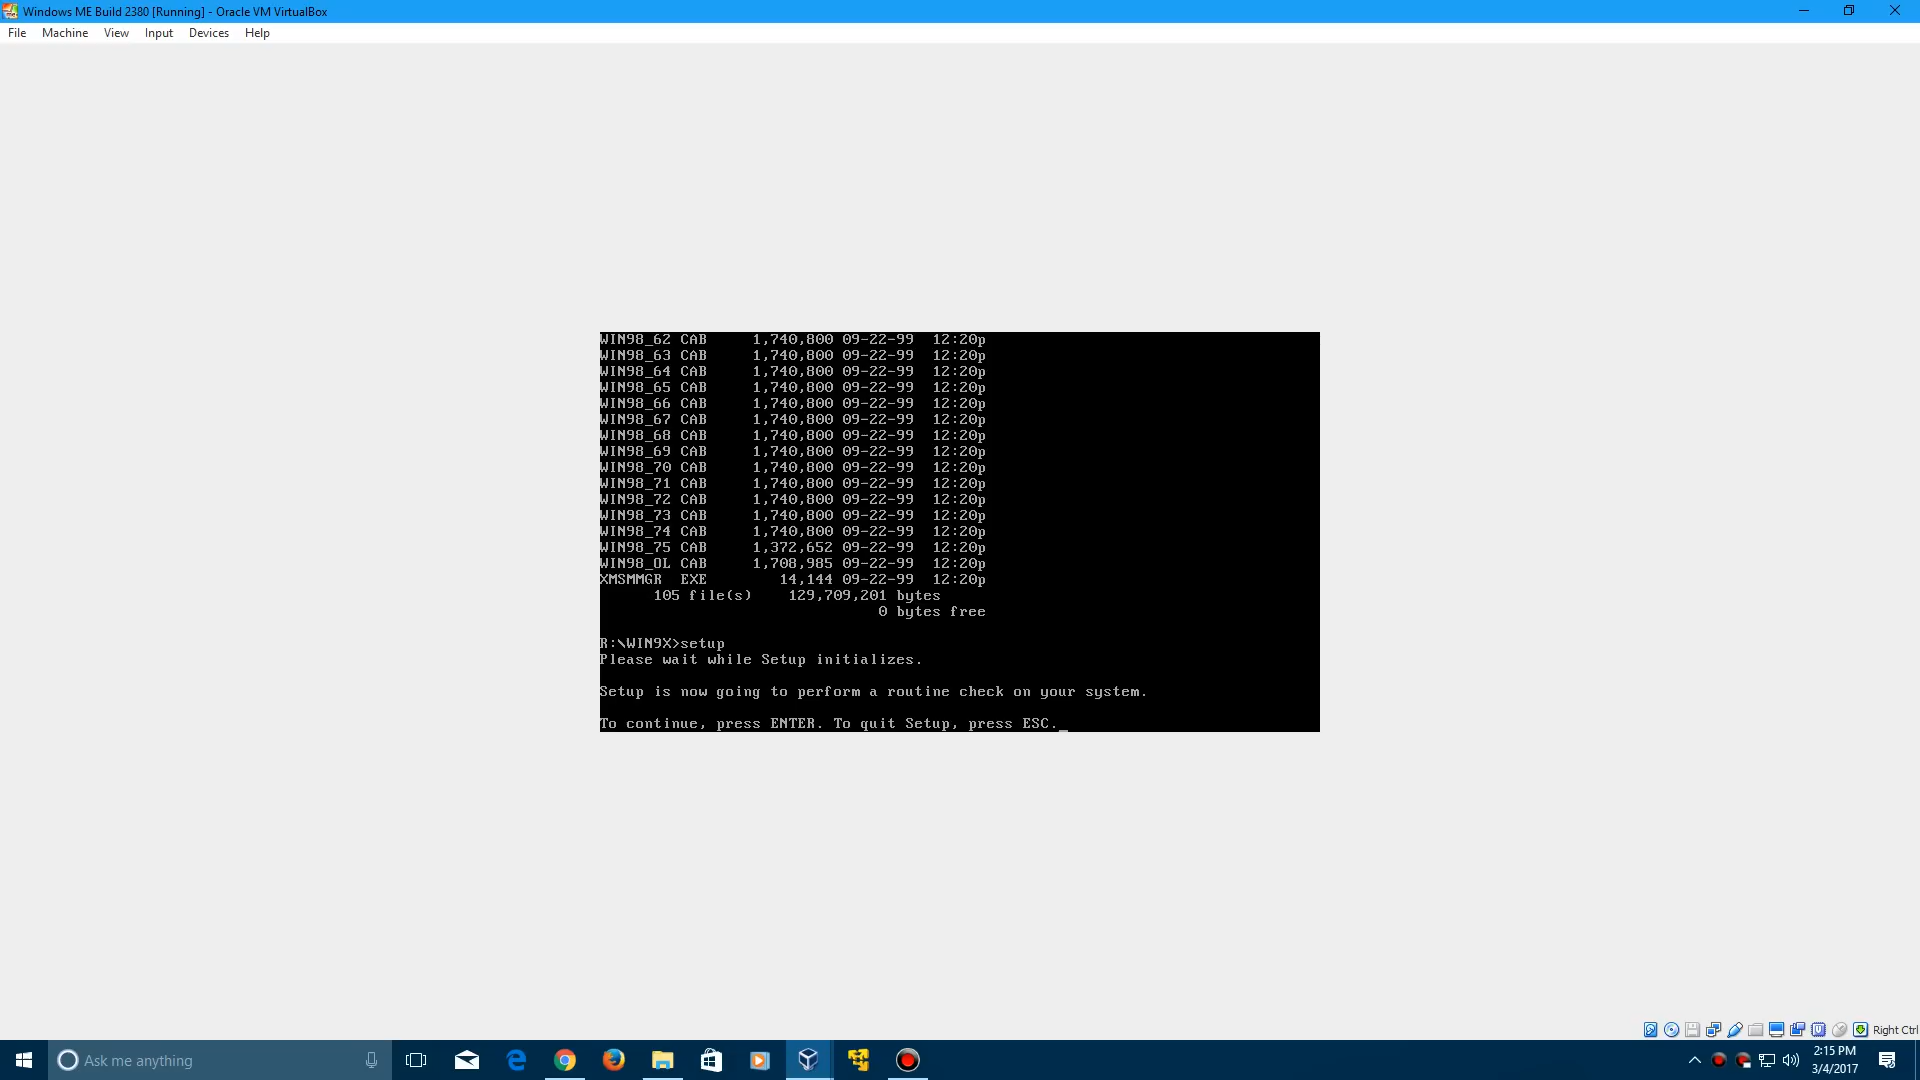 Windows ME Build 2380 [Running] - Oracle VM VirtualBox
File Machine View Input Devices Help
WIN98_62 CAB 1,740,800 09-22-99 12:20p
WIN98_63 CAB 1,740,800 09-22-99 12:20p
WIN98_64 CAB 1,740,800 09-22-99 12:20p
WIN98_65 CAB 1,740,800 09-22-99 12:20p
WIN98_66 CAB 1,740,800 09-22-99 12:20p
WIN98_67 CAB 1,740,800 09-22-99 12:20p
WIN98_68 CAB 1,740,800 09-22-99 12:20p
WIN98_69 CAB 1,740,800 09-22-99 12:20p
WIN98_70 CAB 1,740,800 09-22-99 12:20p
WIN98_71 CAB 1,740,800 09-22-99 12:20p
WIN98_72 CAB 1,740,800 09-22-99 12:20p
WIN98_73 CAB 1,740,800 09-22-99 12:20p
WIN98_74 CAB 1,740,800 09-22-99 12:20p
WIN98_75 CAB 1,372,652 09-22-99 12:20p
WIN98_OL CAB 1,708,985 09-22-99 12:20p
XMSMMGR EXE 14,144 09-22-99 12:20p
105 file(s) 129,709,201 bytes
0 bytes free
R:\WIN9X>setup
Please wait while Setup initializes.
Setup is now going to perform a routine check on your system.
To continue, press ENTER. To quit Setup, press ESC._
Right Ctrl
Ask me anything
2:15 PM
3/4/2017